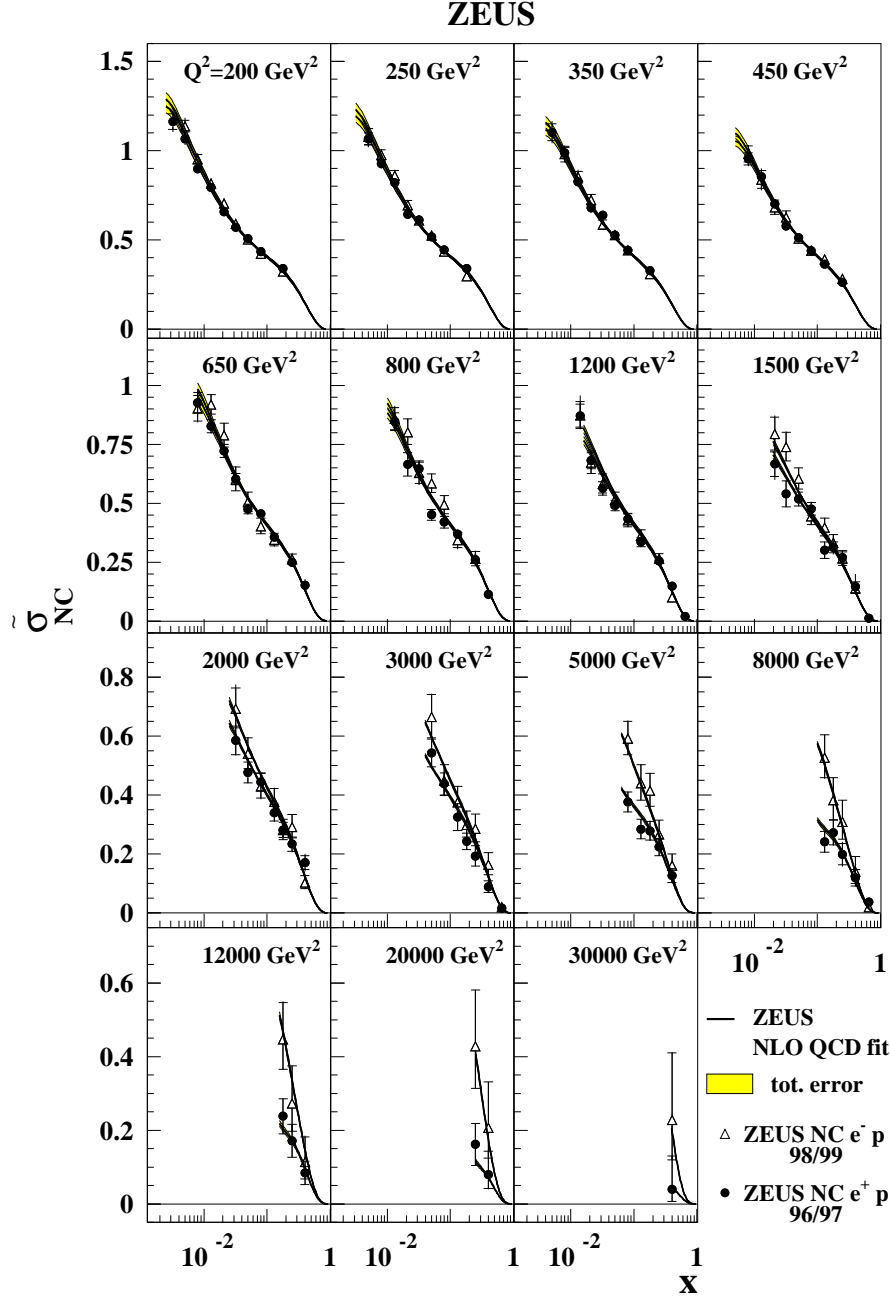 ZEUS
Q²=200 GeV² 250 GeV² 350 GeV² 450 GeV²
1.5
1
0.5
0
650 GeV² 800 GeV² 1200 GeV² 1500 GeV²
1
0.75
0.5
0.25
0
σ̃ NC
2000 GeV² 3000 GeV² 5000 GeV² 8000 GeV²
0.8
0.6
0.4
0.2
0
12000 GeV² 20000 GeV² 30000 GeV²
10⁻² 1
0.6
0.4
0.2
0
ZEUS
NLO QCD fit
tot. error
ZEUS NC e⁻ p
98/99
ZEUS NC e⁺ p
96/97
10⁻² 1 10⁻² 1 10⁻² 1
x